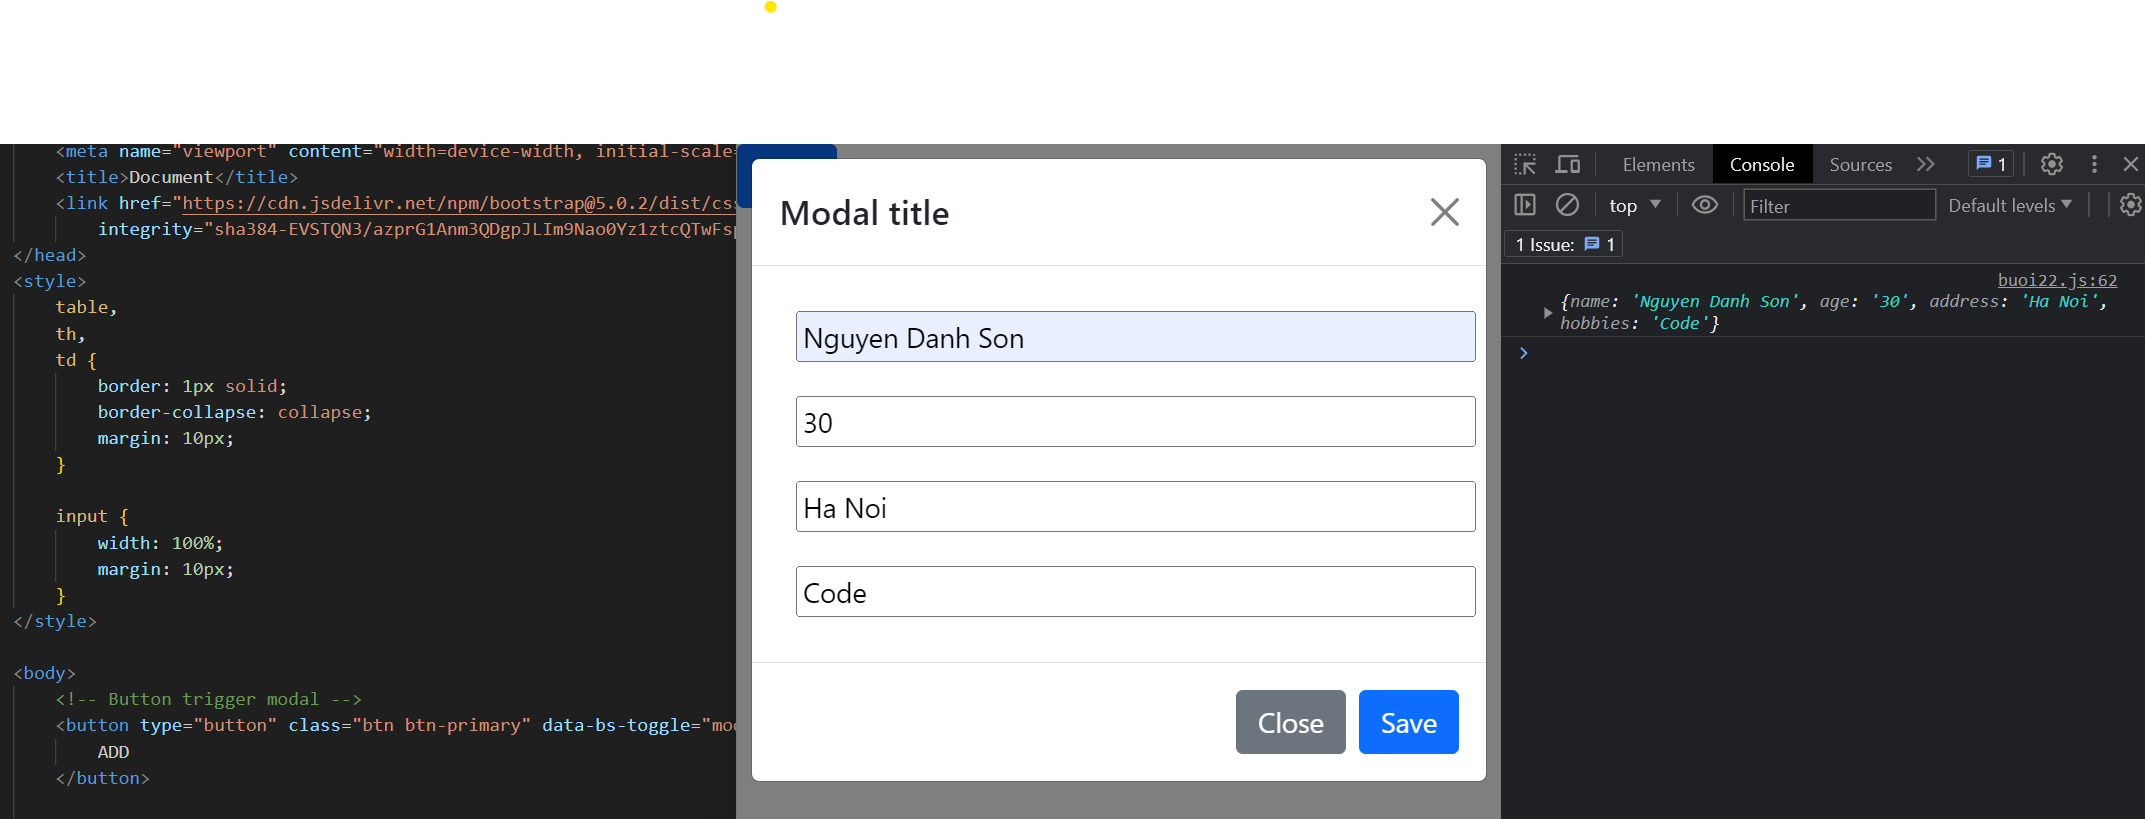 <meta name="viewport" content="width=device-width, initial-scale=
<title>Document</title>
<link href="https://cdn.jsdelivr.net/npm/bootstrap@5.0.2/dist/css
integrity="sha384-EVSTQN3/azprG1Anm3QDgpJLIm9Nao0Yz1ztcQTwFsp
</head>
<style>
table,
th,
td {
border: 1px solid;
border-collapse: collapse;
margin: 10px;
}
input {
width: 100%;
margin: 10px;
}
</style>
<body>
<!-- Button trigger modal -->
<button type="button" class="btn btn-primary" data-bs-toggle="mod
ADD
</button>
Modal title
Nguyen Danh Son
30
Ha Noi
Code
Close Save
Elements Console Sources 1
top Filter Default levels
1 Issue: 1
buoi22.js:62
{name: 'Nguyen Danh Son', age: '30', address: 'Ha Noi',
hobbies: 'Code'}